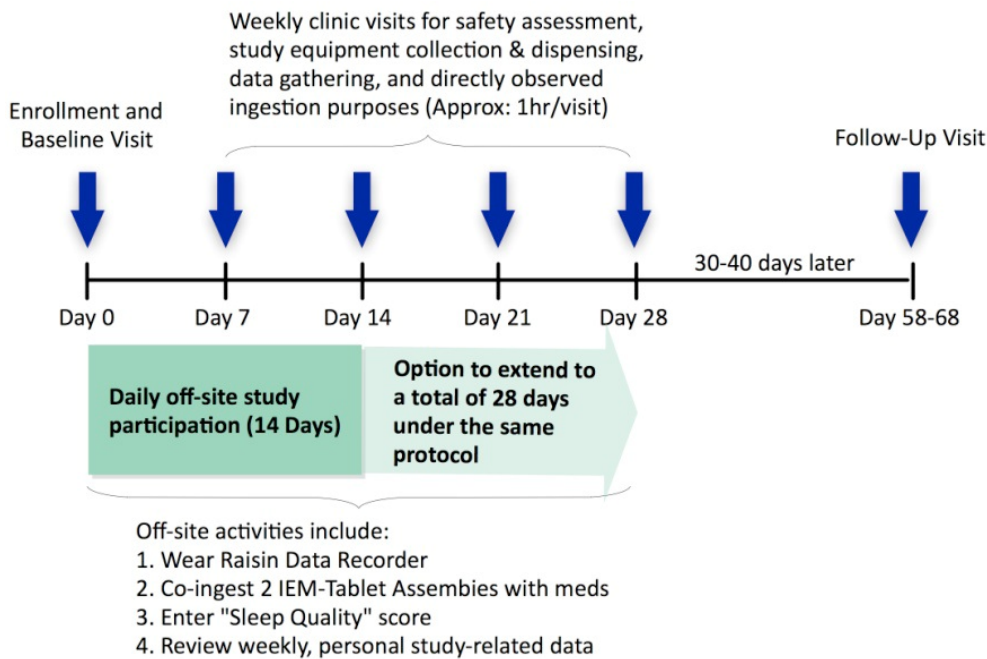 Weekly clinic visits for safety assessment,
study equipment collection & dispensing,
data gathering, and directly observed
ingestion purposes (Approx: 1hr/visit)
Enrollment and
Baseline Visit
Follow-Up Visit
30-40 days later
Day 0
Day 7
Day 14
Day 21
Day 28
Day 58-68
Daily off-site study
participation (14 Days)
Option to extend to
a total of 28 days
under the same
protocol
Off-site activities include:
1. Wear Raisin Data Recorder
2. Co-ingest 2 IEM-Tablet Assembies with meds
3. Enter "Sleep Quality" score
4. Review weekly, personal study-related data